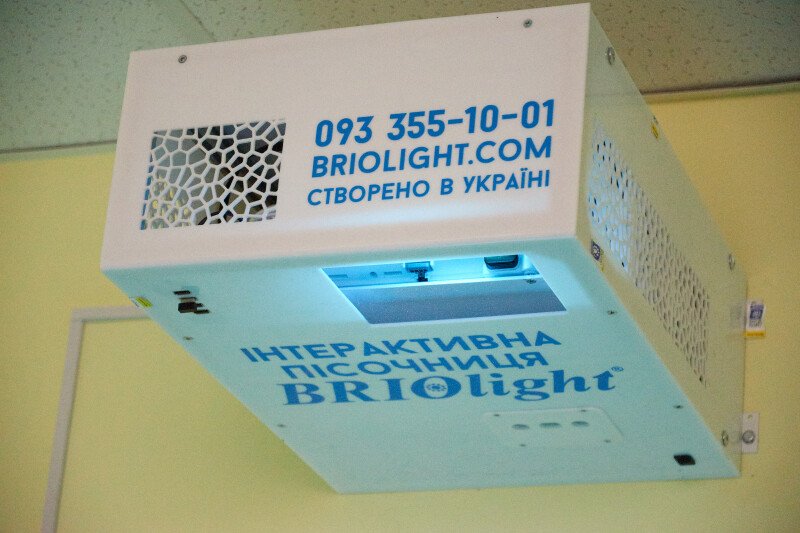 093 355-10-01
BRIOLIGHT.COM
СТВОРЕНО В УКРАЇНІ
ІНТЕРАКТИВНА
ПІСОЧНИЦЯ
BRIOlight®